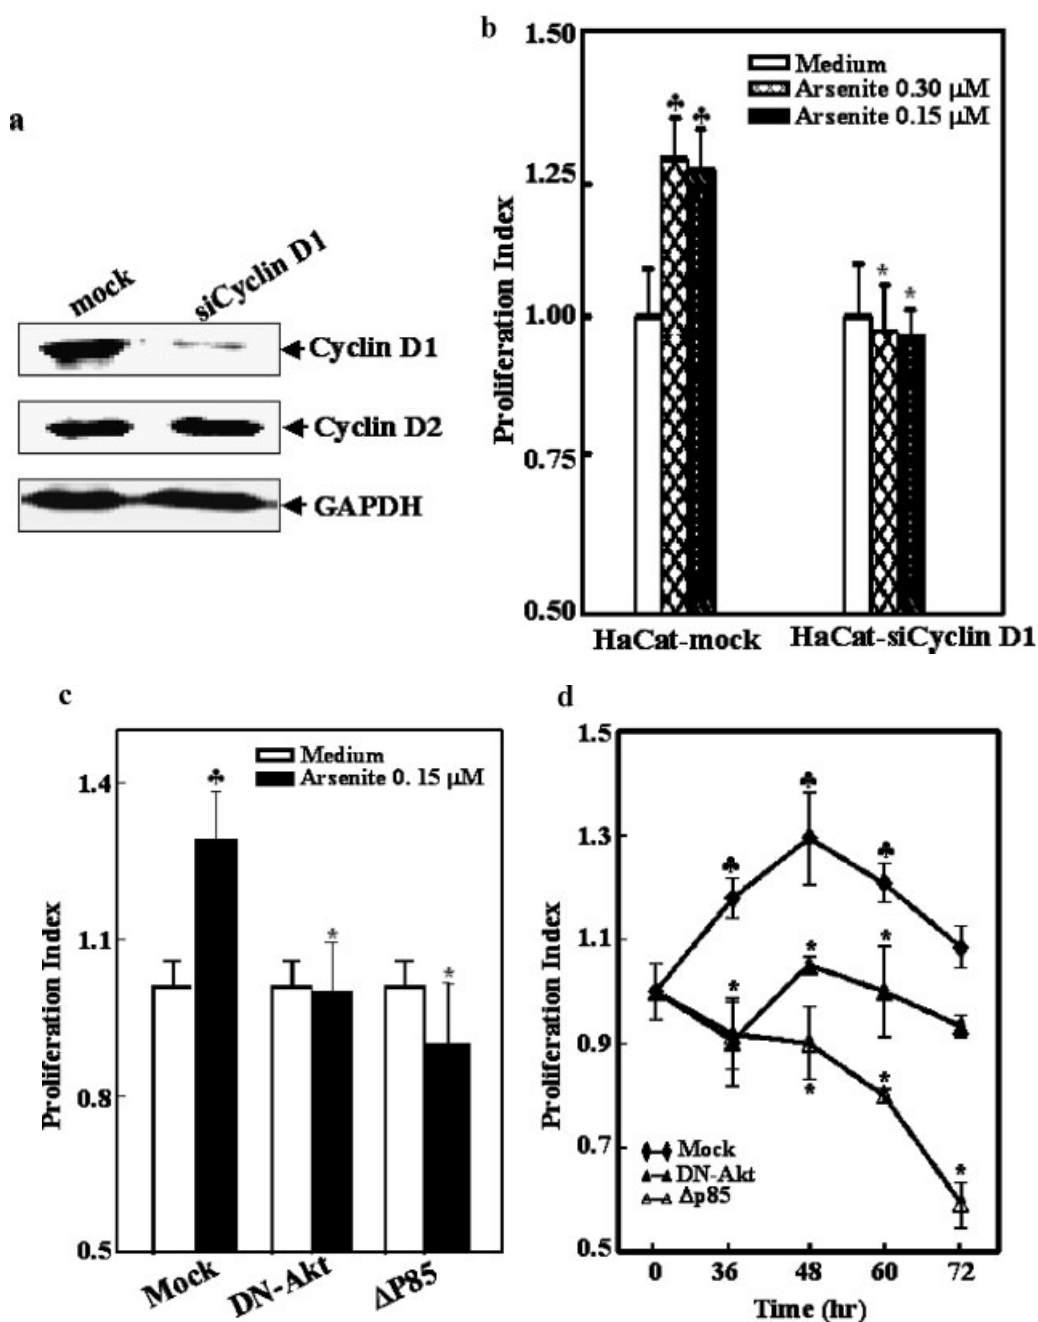 a
mock
siCyclin D1
Cyclin D1
Cyclin D2
GAPDH
b
1.50
1.25
1.00
0.75
0.50
Proliferation Index
Medium
Arsenite 0.30 μM
Arsenite 0.15 μM
♣ ♣
* *
HaCat-mock
HaCat-siCyclin D1
c
1.4
1.1
0.8
0.5
Proliferation Index
Medium
Arsenite 0. 15 μM
♣
*
*
Mock
DN-Akt
ΔP85
d
1.5
1.3
1.1
0.9
0.7
0.5
Proliferation Index
♣ ♣ ♣
* * *
* * *
Mock
DN-Akt
Δp85
0 36 48 60 72
Time (hr)